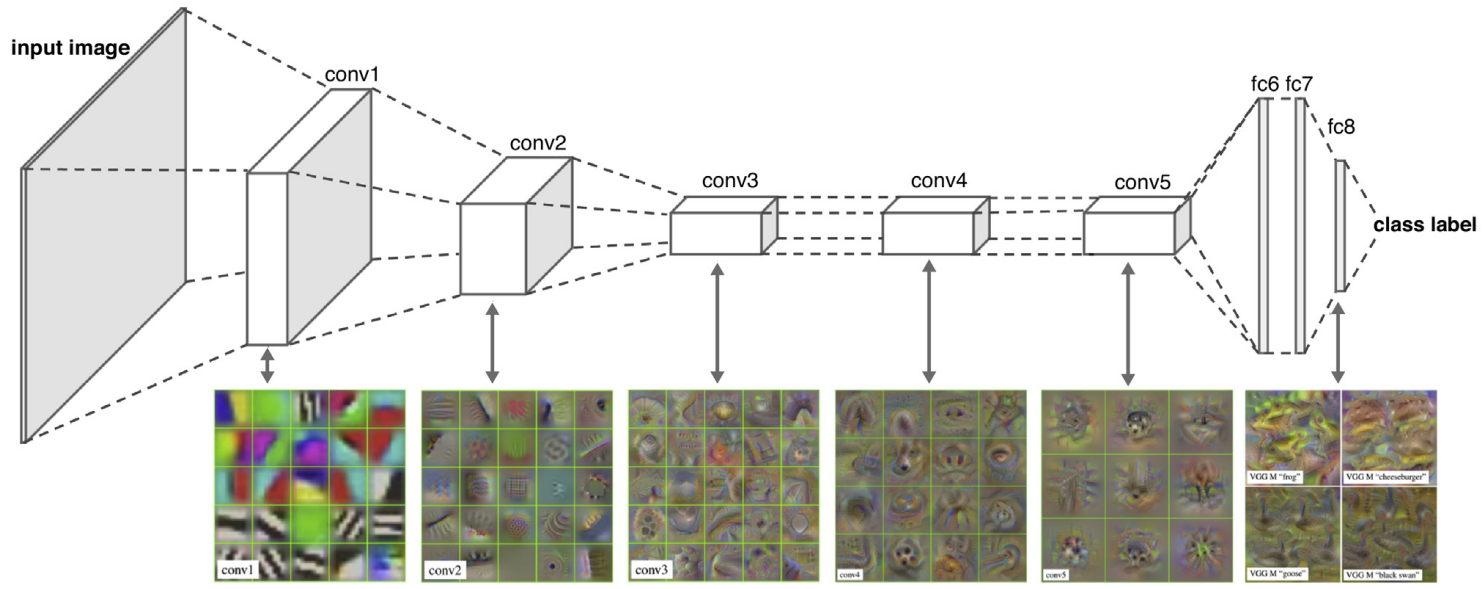 input image
conv1
conv2
conv3
conv4
conv5
fc6 fc7
fc8
class label
conv1
conv2
conv3
conv4
conv5
VGG M "frog"
VGG M "cheeseburger"
VGG M "goose"
VGG M "black swan"